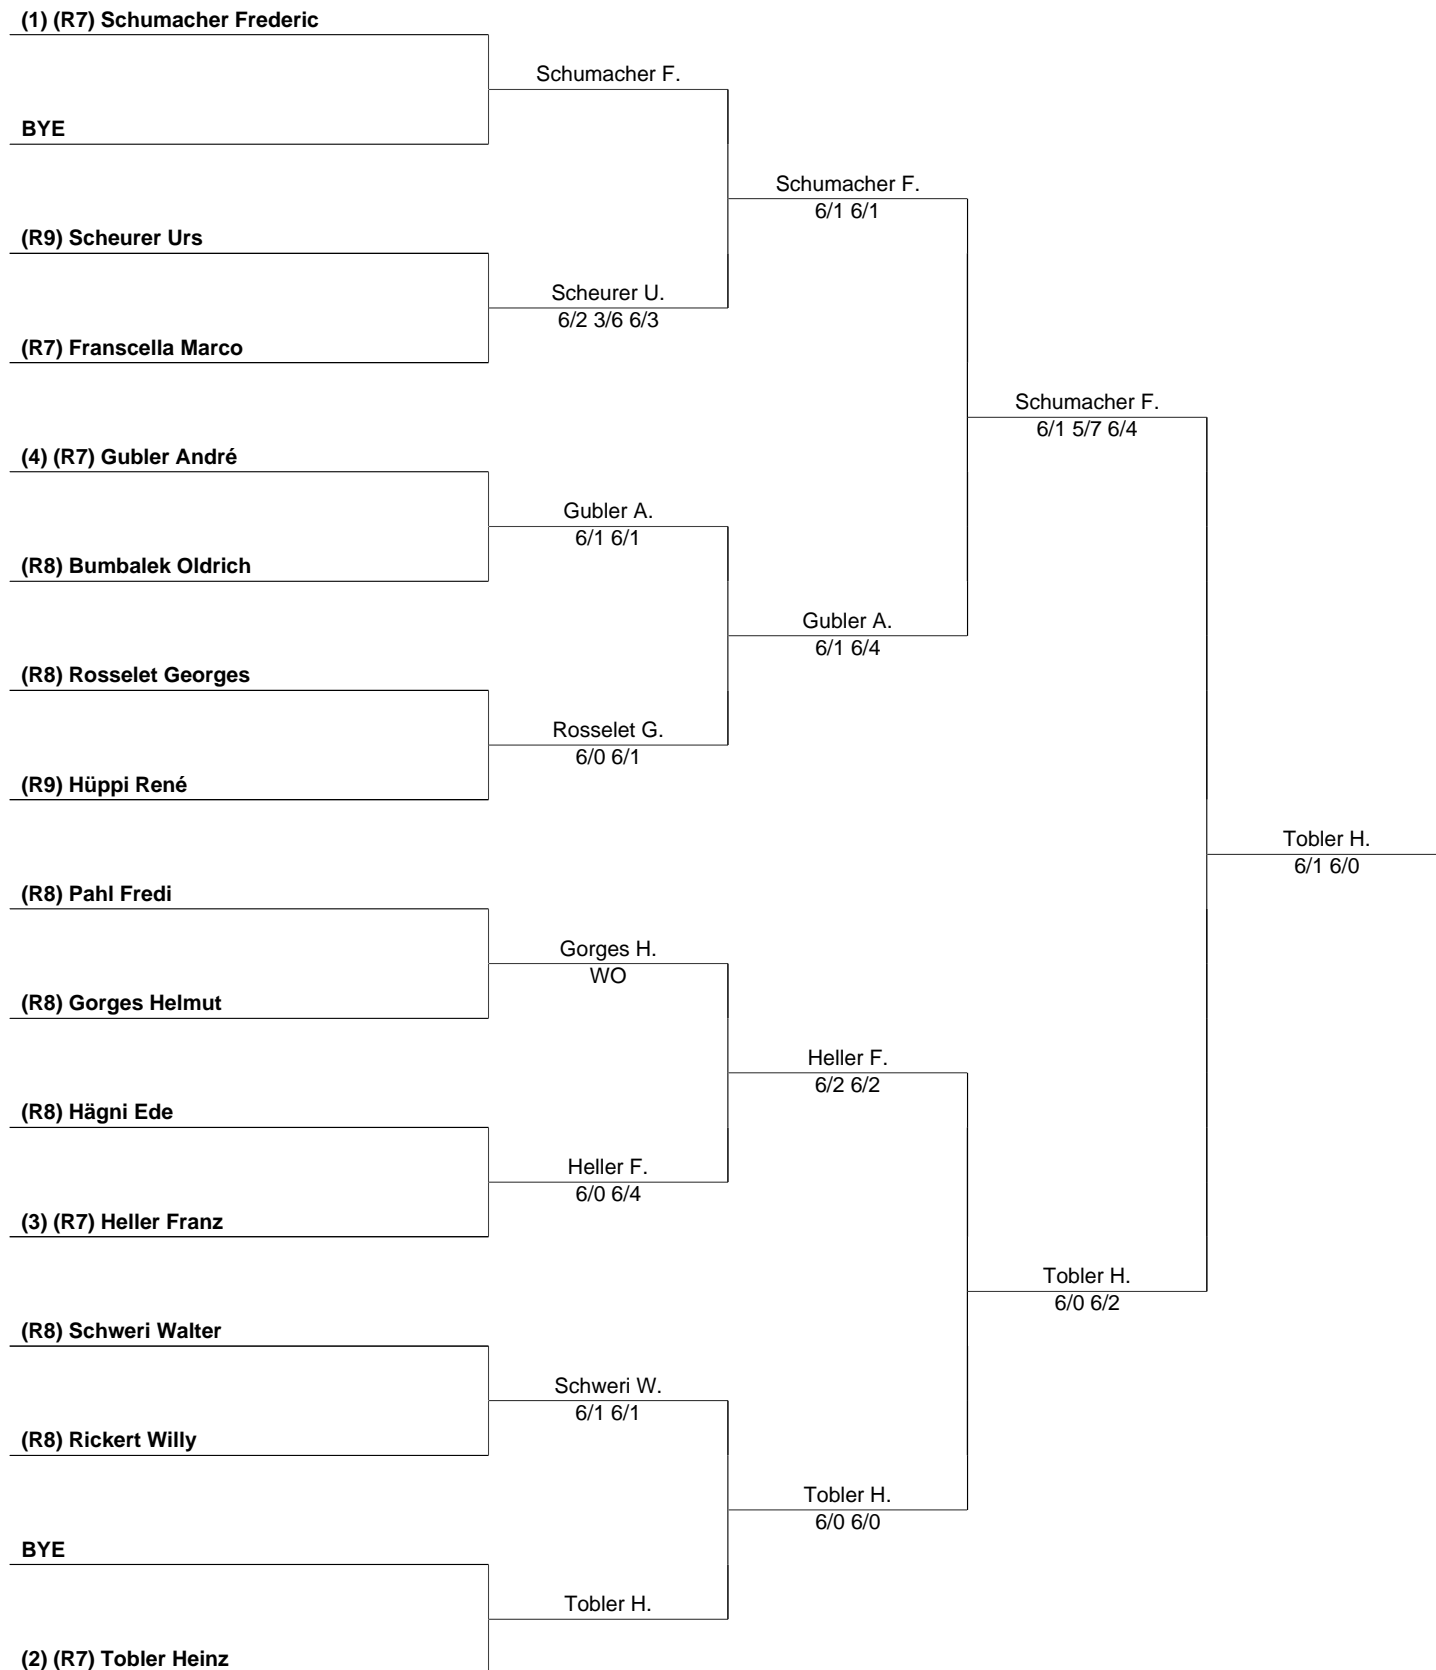 (1) (R7) Schumacher Frederic
Schumacher F.
BYE
Schumacher F.
6/1 6/1
(R9) Scheurer Urs
Scheurer U.
6/2 3/6 6/3
(R7) Franscella Marco
Schumacher F.
6/1 5/7 6/4
(4) (R7) Gubler André
Gubler A.
6/1 6/1
(R8) Bumbalek Oldrich
Gubler A.
6/1 6/4
(R8) Rosselet Georges
Rosselet G.
6/0 6/1
(R9) Hüppi René
Tobler H.
6/1 6/0
(R8) Pahl Fredi
Gorges H.
WO
(R8) Gorges Helmut
Heller F.
6/2 6/2
(R8) Hägni Ede
Heller F.
6/0 6/4
(3) (R7) Heller Franz
Tobler H.
6/0 6/2
(R8) Schweri Walter
Schweri W.
6/1 6/1
(R8) Rickert Willy
Tobler H.
6/0 6/0
BYE
Tobler H.
(2) (R7) Tobler Heinz